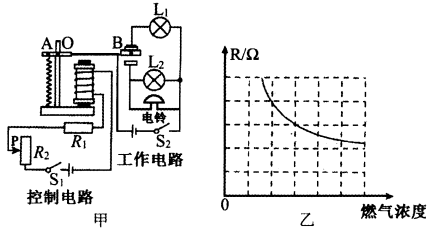 L₁
A O B
L₂
电铃
R₁ S₂
P R₂ 工作电路
S₁
控制电路
甲
R/Ω
0 燃气浓度
乙